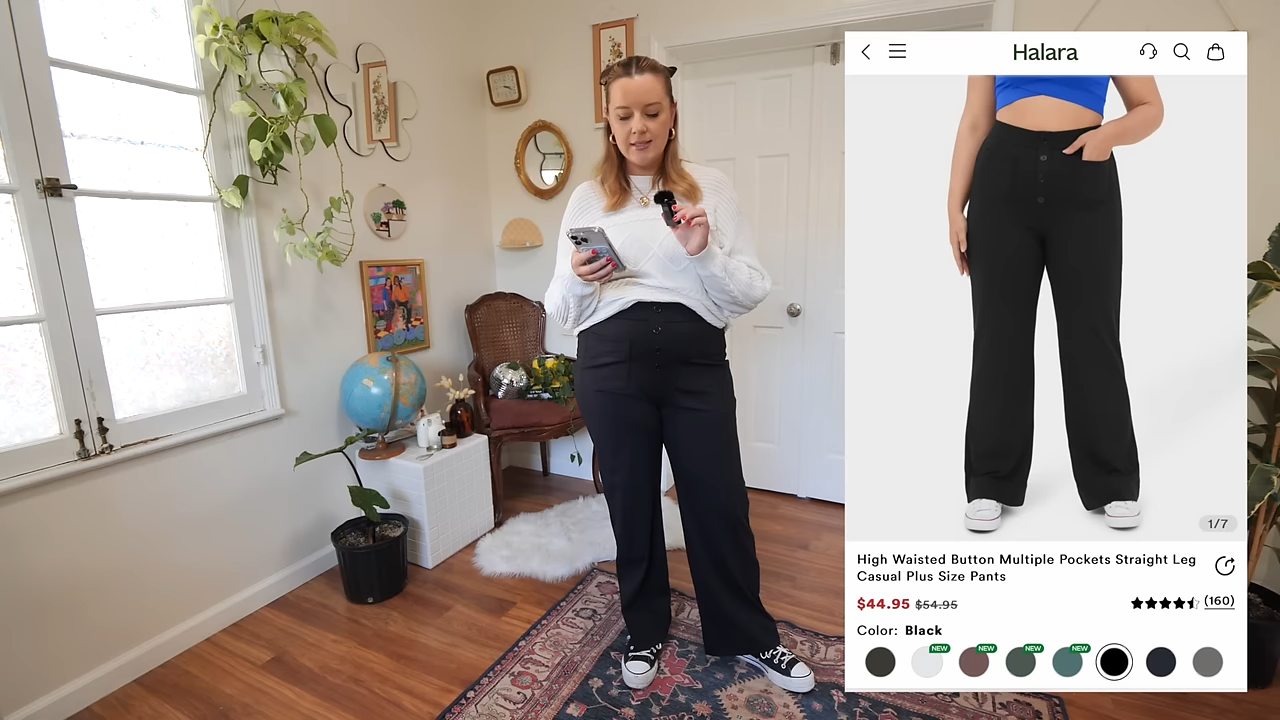 Halara
1/7
High Waisted Button Multiple Pockets Straight Leg
Casual Plus Size Pants
$44.95 $54.95 (160)
Color: Black
NEW NEW NEW NEW